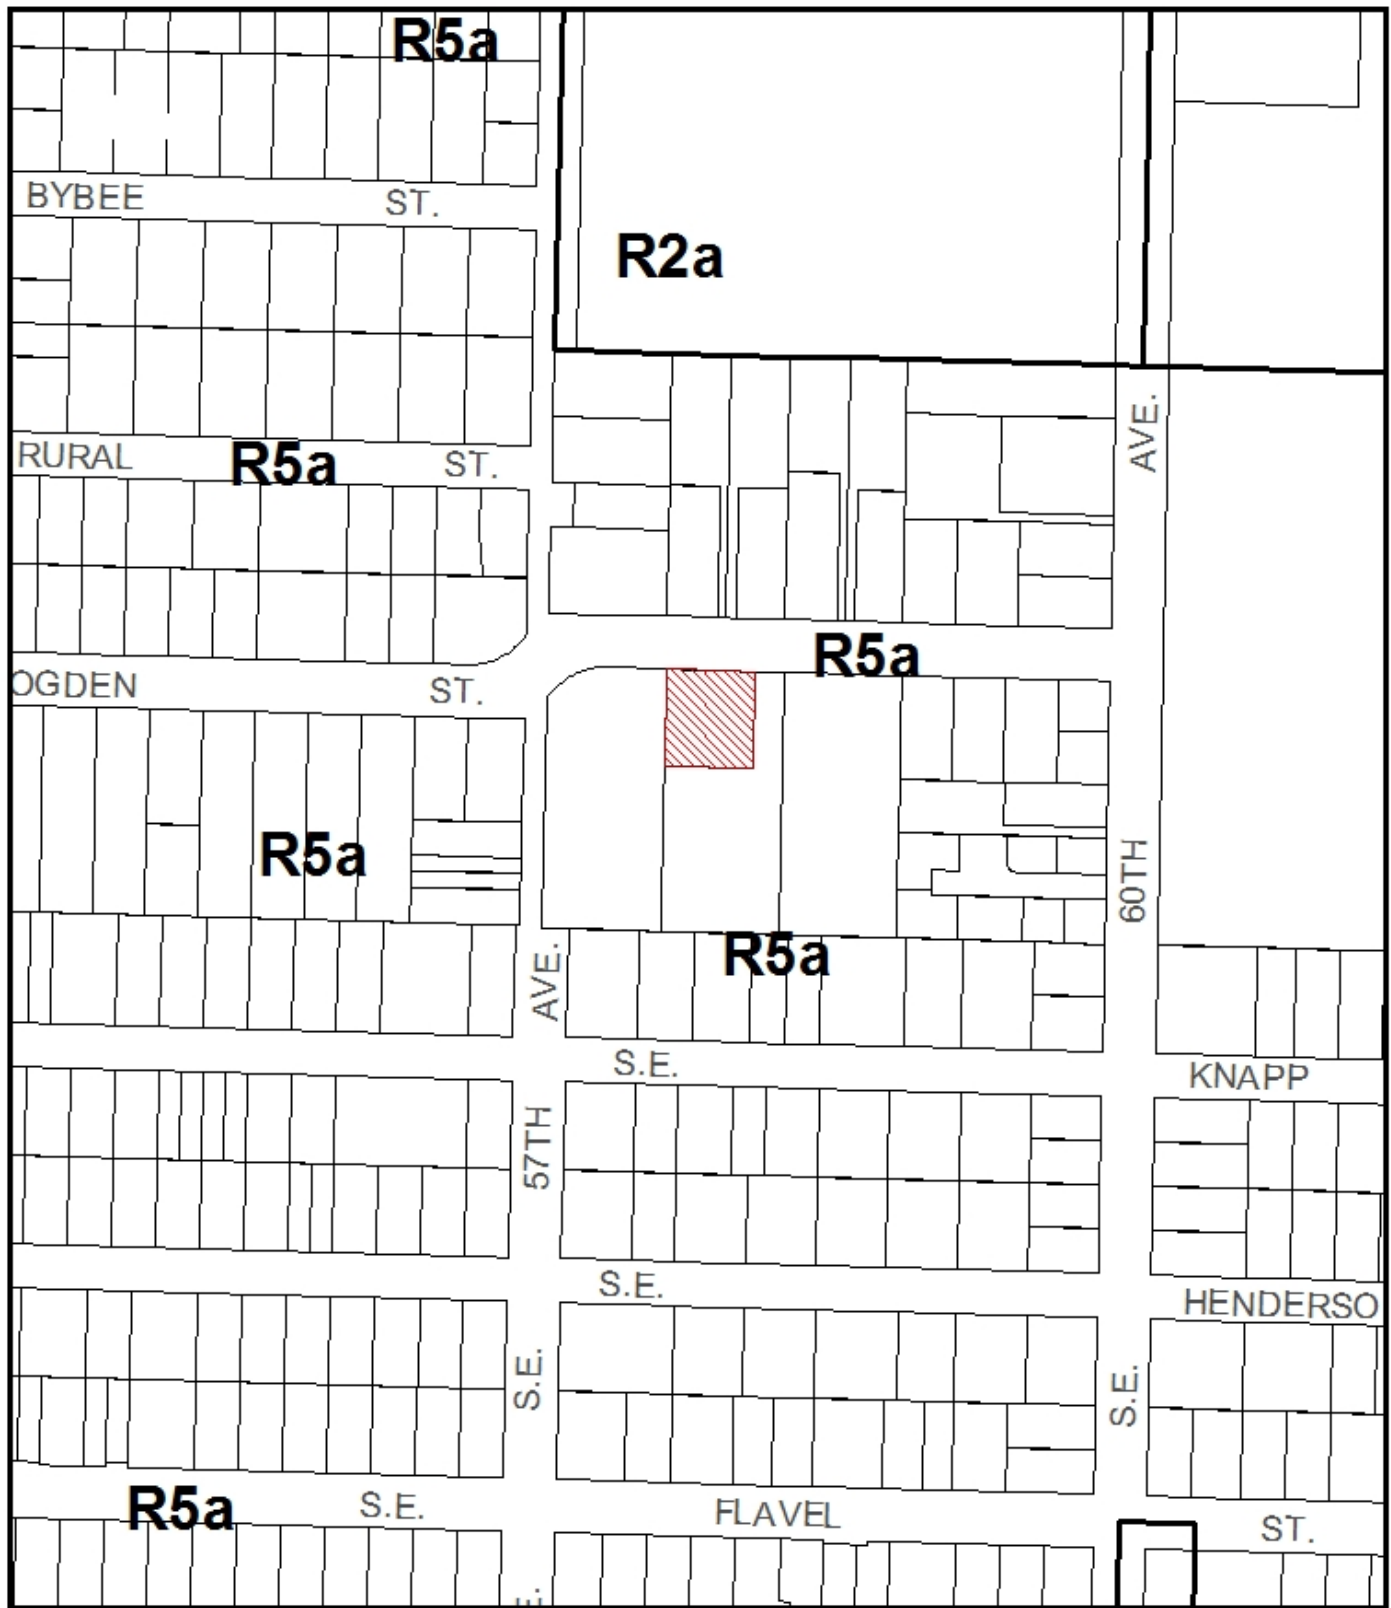 R5a
BYBEE ST.
R2a
AVE.
RURAL ST.
R5a
R5a
OGDEN ST.
R5a
60TH
R5a
AVE.
S.E. KNAPP
57TH
S.E. HENDERSO
S.E.
S.E.
R5a
S.E. FLAVEL ST.
E.